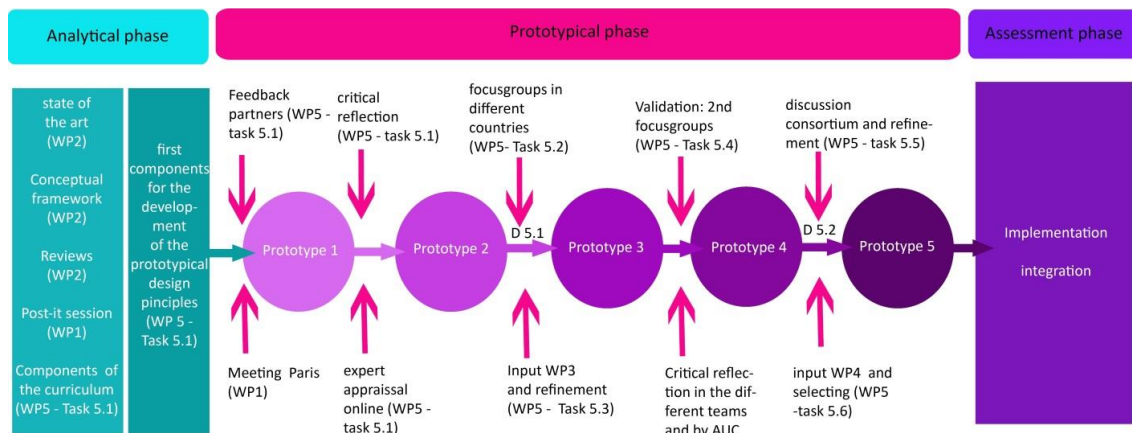 Analytical phase
Prototypical phase
Assessment phase
state of
the art
(WP2)
Conceptual
framework
(WP2)
Reviews
(WP2)
Post-it session
(WP1)
Components of
the curriculum
(WP5 - Task 5.1)
first
components
for the
develop-
ment
of the
prototypical
design
pinciples
(WP 5 -
Task 5.1)
Feedback
partners (WP5 -
task 5.1)
critical
reflection
(WP5 - task 5.1)
focusgroups in
different
countries
(WP5- Task 5.2)
Validation: 2nd
focusgroups
(WP5 - Task 5.4)
discussion
consortium and refine-
ment (WP5 - task 5.5)
Prototype 1
Prototype 2
D 5.1
Prototype 3
Prototype 4
D 5.2
Prototype 5
Implementation
integration
Meeting Paris
(WP1)
expert
appraissal
online (WP5 -
task 5.1)
Input WP3
and refinement
(WP5 - Task 5.3)
Critical reflec-
tion in the dif-
ferent teams
and by AUC
input WP4 and
selecting (WP5
-task 5.6)